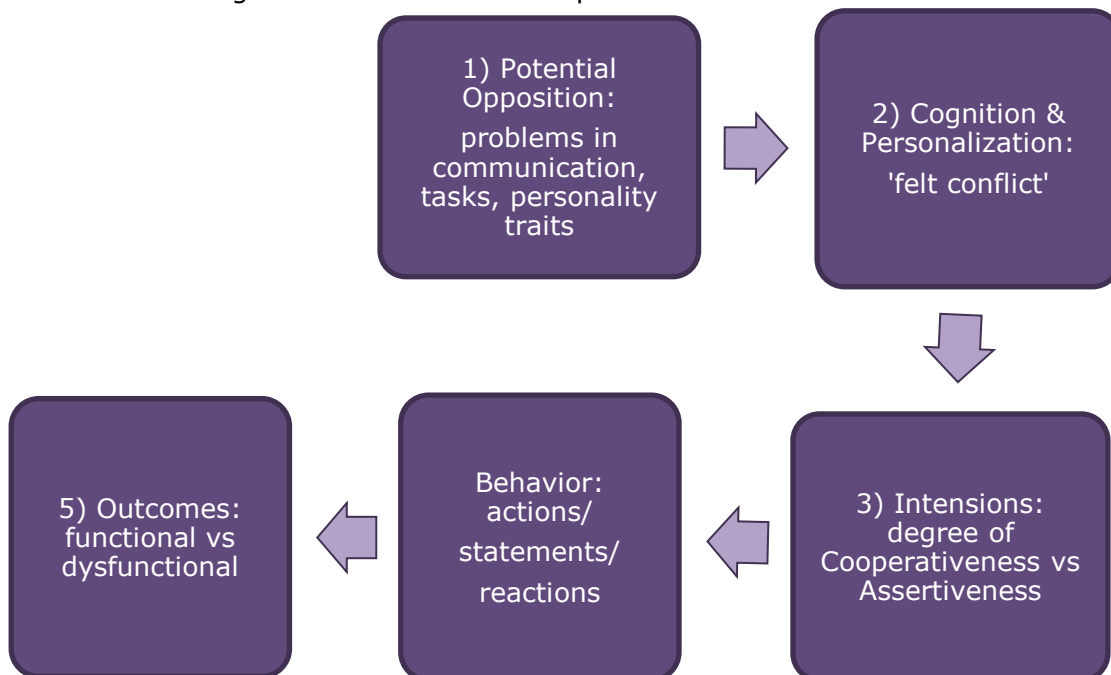 1) Potential
Opposition:
problems in
communication,
tasks, personality
traits
2) Cognition &
Personalization:
'felt conflict'
3) Intensions:
degree of
Cooperativeness vs
Assertiveness
Behavior:
actions/
statements/
reactions
5) Outcomes:
functional vs
dysfunctional